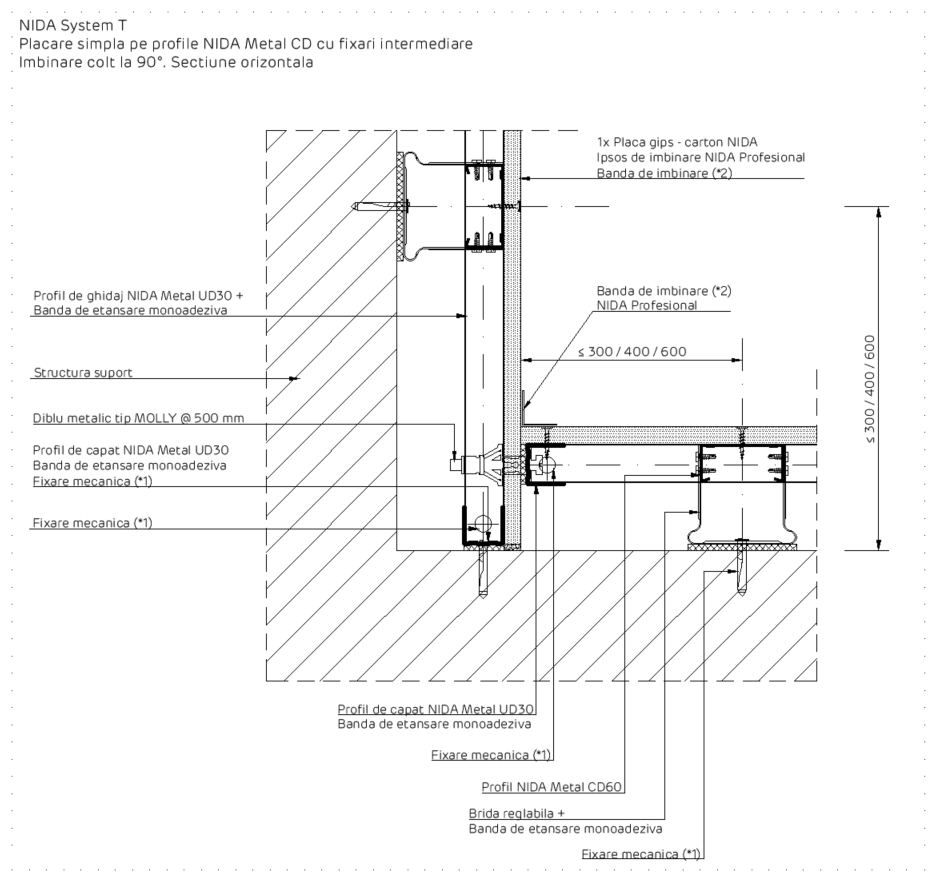 NIDA System T
Placare simpla pe profile NIDA Metal CD cu fixari intermediare
Imbinare colt la 90°. Sectiune orizontala
1x Placa gips - carton NIDA
Ipsos de imbinare NIDA Profesional
Banda de imbinare (*2)
Profil de ghidaj NIDA Metal UD30 +
Banda de etansare monoadeziva
Banda de imbinare (*2)
NIDA Profesional
≤ 300 / 400 / 600
≤ 300 / 400 / 600
Structura suport
Diblu metalic tip MOLLY @ 500 mm
Profil de capat NIDA Metal UD30
Banda de etansare monoadeziva
Fixare mecanica (*1)
Fixare mecanica (*1)
Profil de capat NIDA Metal UD30
Banda de etansare monoadeziva
Fixare mecanica (*1)
Profil NIDA Metal CD60
Brida reglabila +
Banda de etansare monoadeziva
Fixare mecanica (*1)